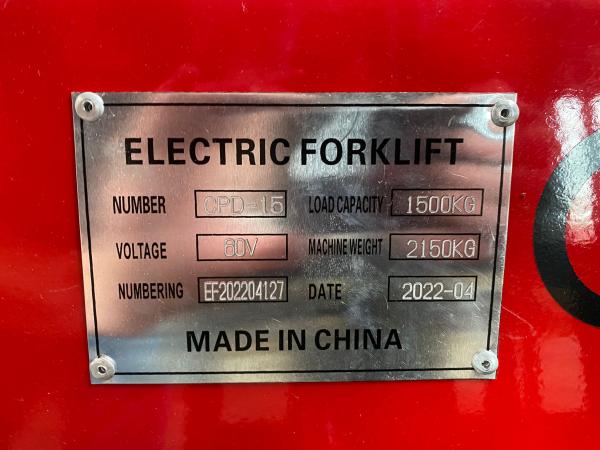 ELECTRIC FORKLIFT
NUMBER CPD-15 LOAD CAPACITY 1500KG
VOLTAGE 60V MACHINE WEIGHT 2150KG
NUMBERING EF202204127 DATE 2022-04
MADE IN CHINA